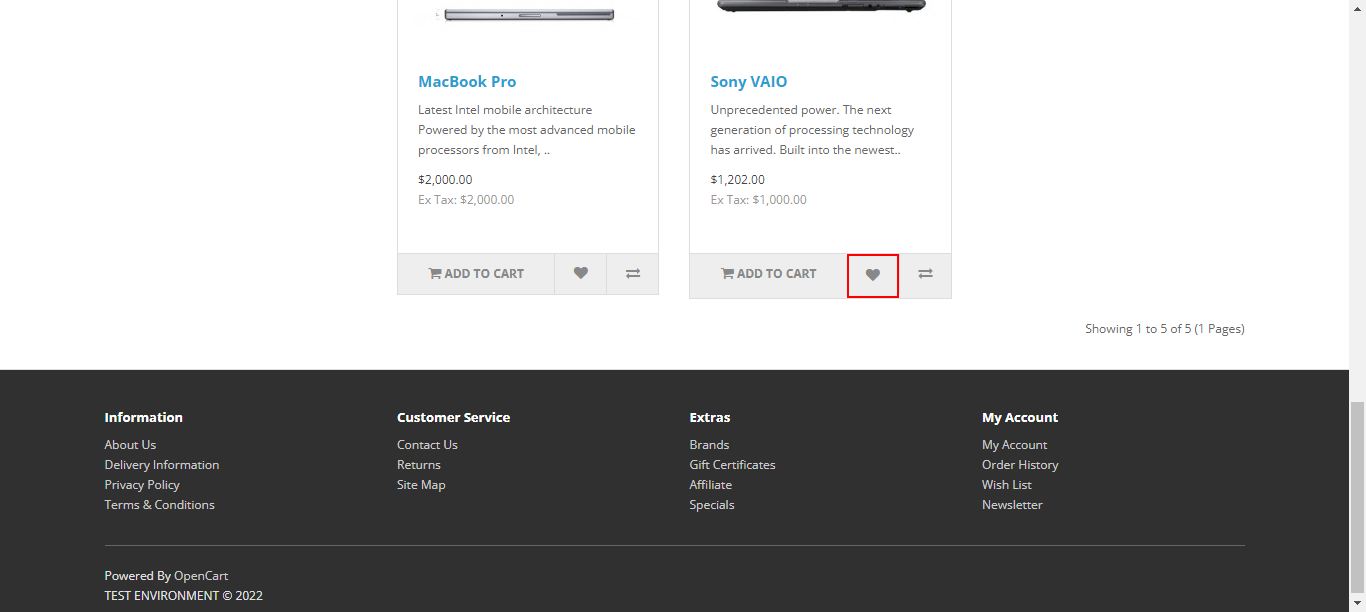 MacBook Pro
Latest Intel mobile architecture
Powered by the most advanced mobile
processors from Intel, ..
$2,000.00
Ex Tax: $2,000.00
ADD TO CART
Sony VAIO
Unprecedented power. The next
generation of processing technology
has arrived. Built into the newest..
$1,202.00
Ex Tax: $1,000.00
ADD TO CART
Showing 1 to 5 of 5 (1 Pages)
Information
About Us
Delivery Information
Privacy Policy
Terms & Conditions
Customer Service
Contact Us
Returns
Site Map
Extras
Brands
Gift Certificates
Affiliate
Specials
My Account
My Account
Order History
Wish List
Newsletter
Powered By OpenCart
TEST ENVIRONMENT © 2022